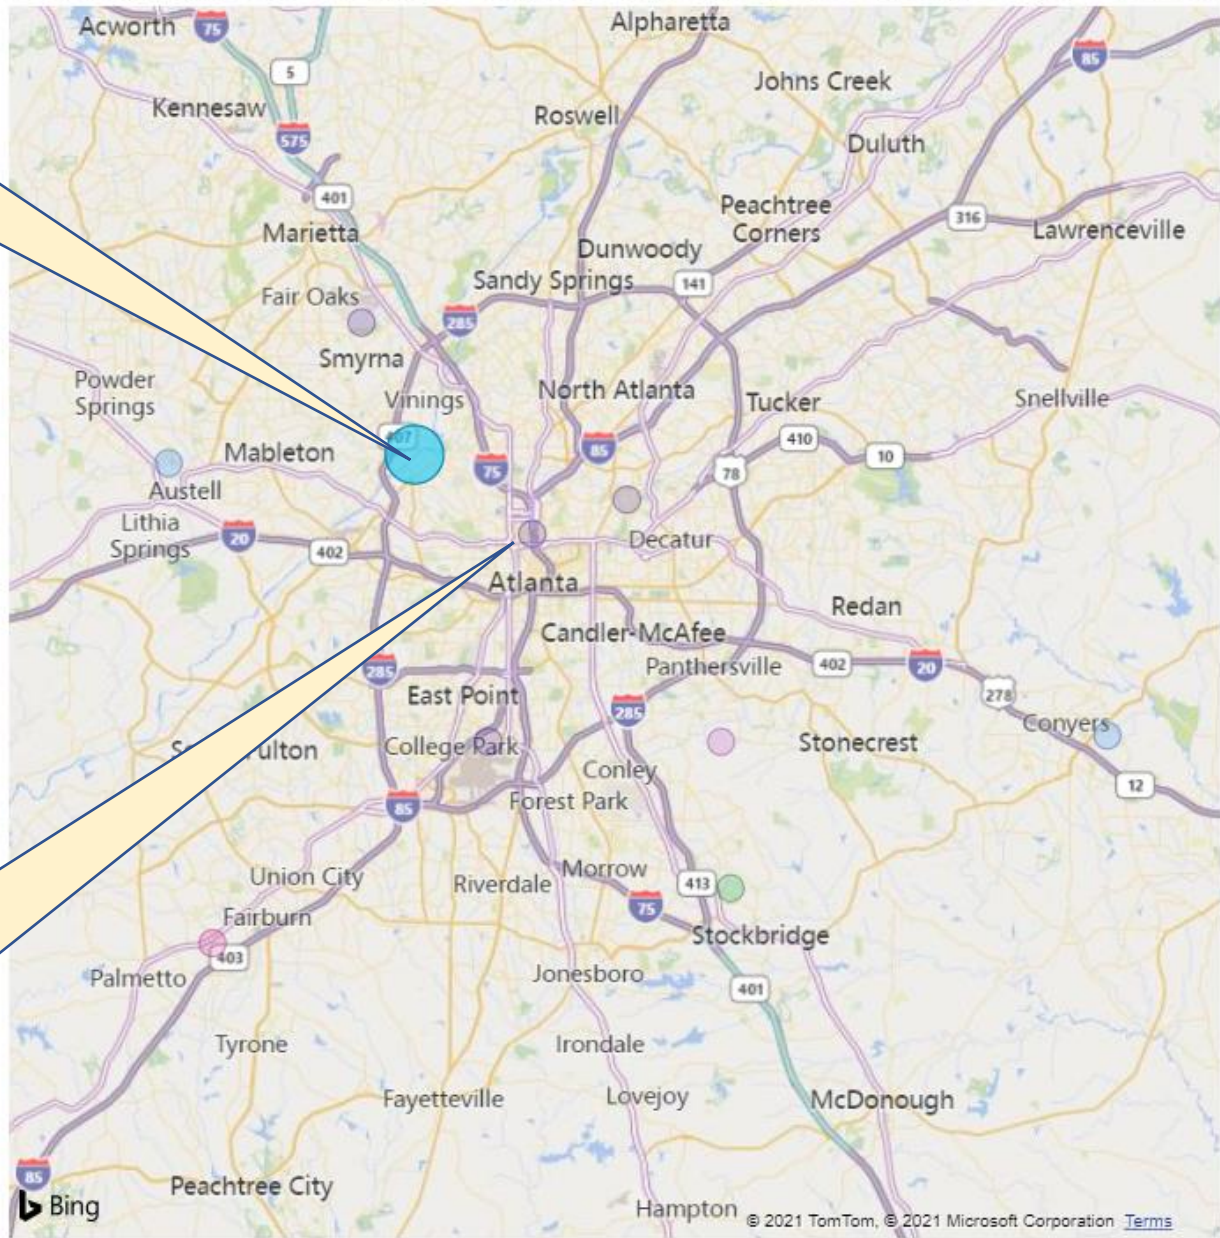 Acworth
75
Alpharetta
85
5
Johns Creek
Kennesaw
Roswell
575
Duluth
401
Peachtree
Corners
316
Marietta
Lawrenceville
Dunwoody
Sandy Springs
141
Fair Oaks
285
Smyrna
Powder
Springs
Vinings
North Atlanta
Tucker
Snellville
407
410
Mableton
85
10
75
78
Austell
Lithia
Springs
20
Decatur
402
Atlanta
Redan
Candler-McAfee
Panthersville
402
20
285
East Point
278
285
Conyers
College Park
Stonecrest
Conley
12
85
Forest Park
Morrow
Union City
Riverdale
413
75
Fairburn
Stockbridge
403
Palmetto
Jonesboro
401
Tyrone
Irondale
Fayetteville
Lovejoy
McDonough
85
Peachtree City
Bing
Hampton
© 2021 TomTom, © 2021 Microsoft Corporation Terms